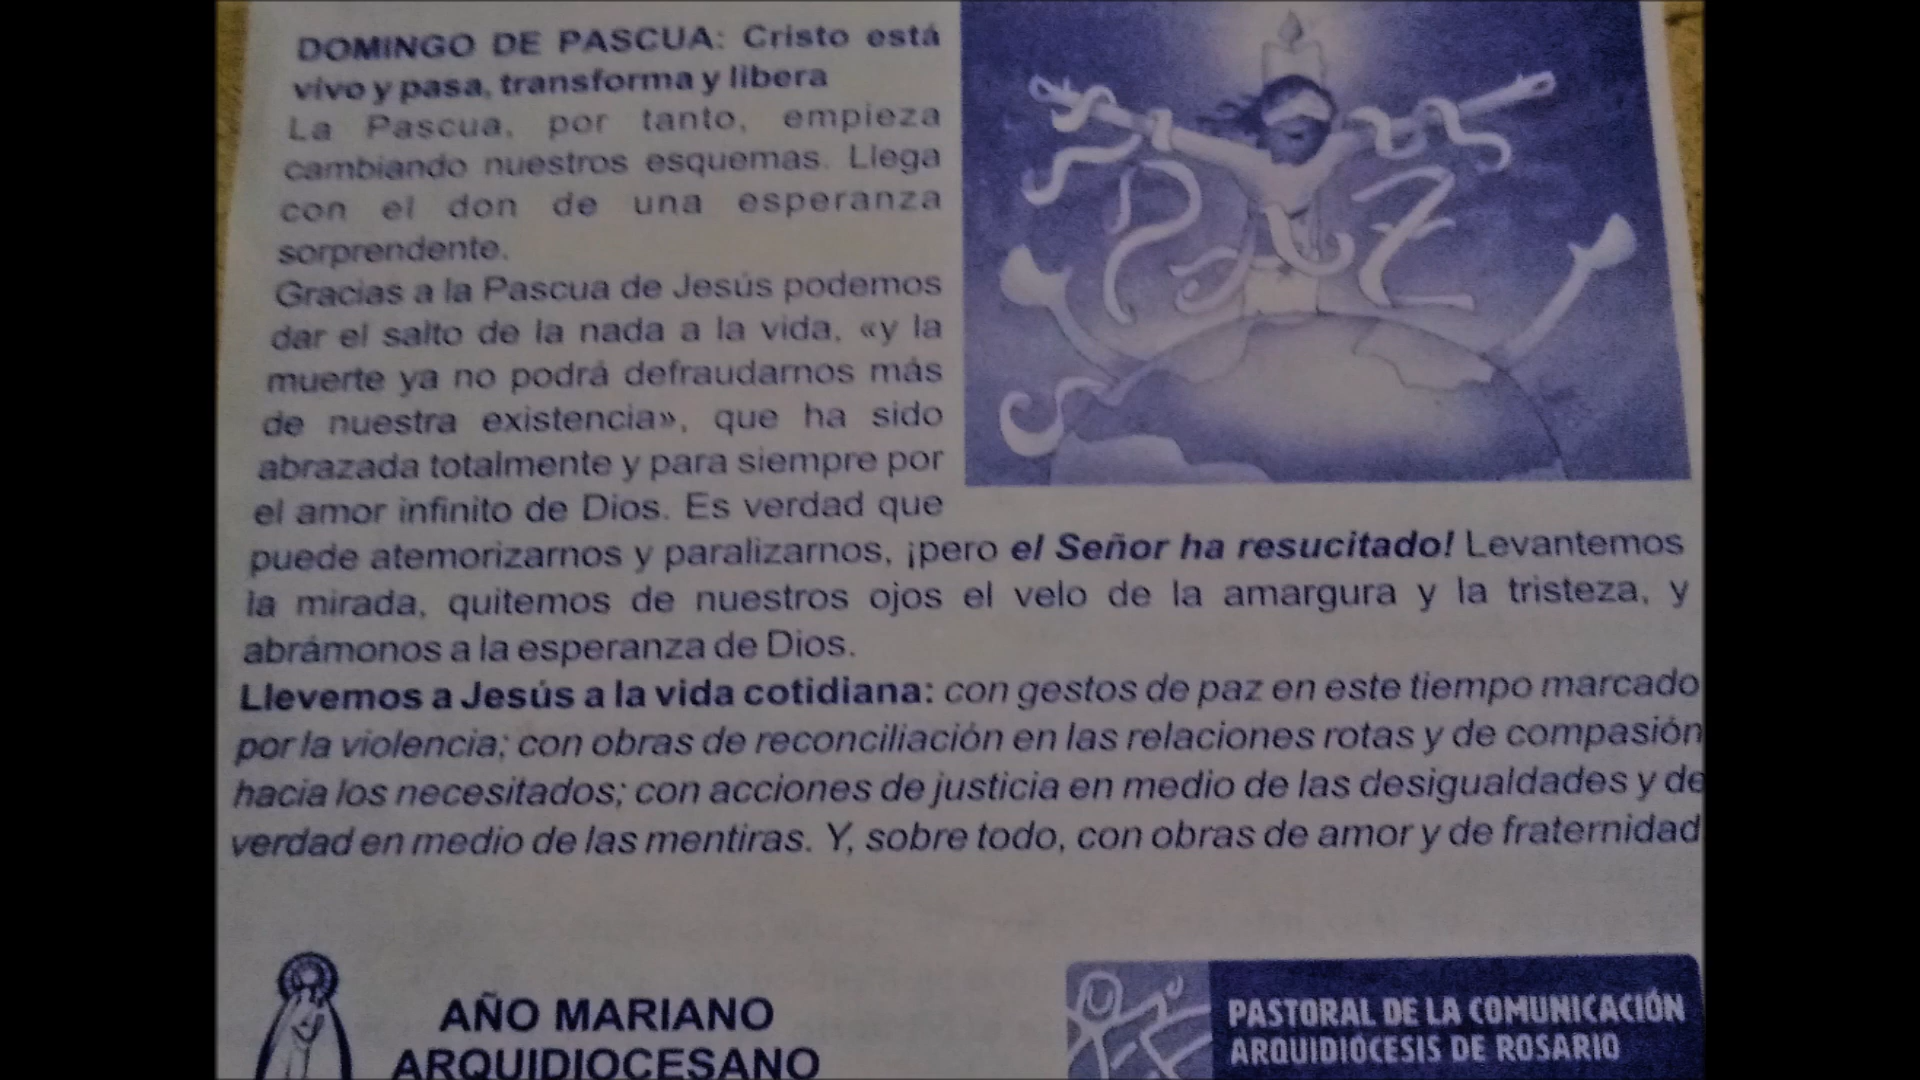 DOMINGO DE PASCUA: Cristo está
vivo y pasa, transforma y libera
La Pascua, por tanto, empieza
cambiando nuestros esquemas. Llega
con el don de una esperanza
sorprendente.
Gracias a la Pascua de Jesús podemos
dar el salto de la nada a la vida, «y la
muerte ya no podrá defraudarnos más
de nuestra existencia», que ha sido
abrazada totalmente y para siempre por
el amor infinito de Dios. Es verdad que
puede atemorizarnos y paralizarnos, ¡pero el Señor ha resucitado! Levantemos
la mirada, quitemos de nuestros ojos el velo de la amargura y la tristeza, y
abrámonos a la esperanza de Dios.
Llevemos a Jesús a la vida cotidiana: con gestos de paz en este tiempo marcado
por la violencia; con obras de reconciliación en las relaciones rotas y de compasión
hacia los necesitados; con acciones de justicia en medio de las desigualdades y de
verdad en medio de las mentiras. Y, sobre todo, con obras de amor y de fraternidad
Paz
AÑO MARIANO
ARQUIDIOCESANO
PASTORAL DE LA COMUNICACIÓN
ARQUIDIÓCESIS DE ROSARIO